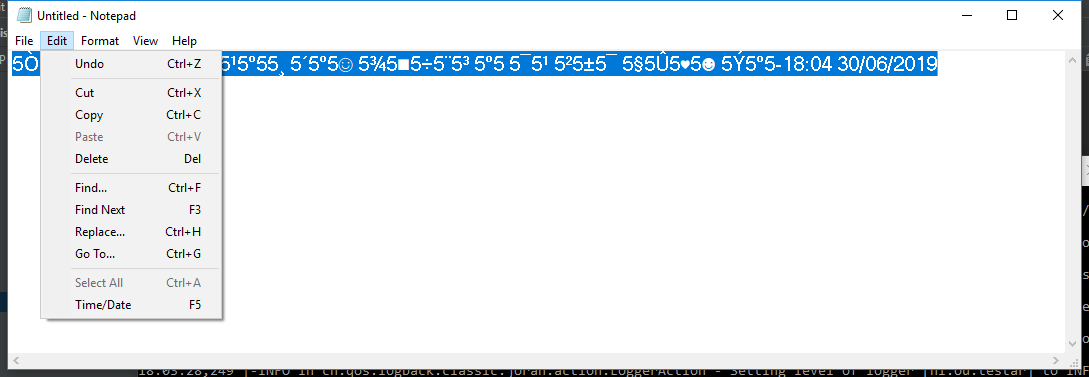 Untitled - Notepad
File Edit Format View Help
5Ò 5¹5º55¸ 5´5º5☺ 5¾5■5÷5¨5³ 5º5 5¯5¹ 5²5±5¯ 5§5Û5♥5☻ 5Ý5º5-18:04 30/06/2019
Undo Ctrl+Z
Cut Ctrl+X
Copy Ctrl+C
Paste Ctrl+V
Delete Del
Find... Ctrl+F
Find Next F3
Replace... Ctrl+H
Go To... Ctrl+G
Select All Ctrl+A
Time/Date F5
18:03:28,249 |-INFO in ch.qos.logback.classic.joran.action.LoggerAction - Setting level of logger [nl.ou.testar] to INF